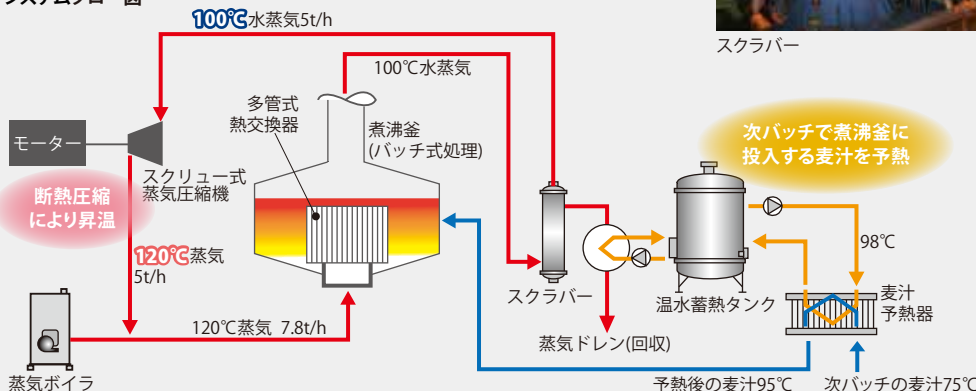 システムフロー図
100℃水蒸気5t/h
スクラバー
100℃水蒸気
多管式
熱交換器
煮沸釜
(バッチ式処理)
モーター
スクリュー式
蒸気圧縮機
次バッチで煮沸釜に
投入する麦汁を予熱
断熱圧縮
により昇温
120℃蒸気
5t/h
98℃
スクラバー
温水蓄熱タンク
麦汁
予熱器
120℃蒸気 7.8t/h
蒸気ドレン(回収)
蒸気ボイラ
予熱後の麦汁95℃
次バッチの麦汁75℃